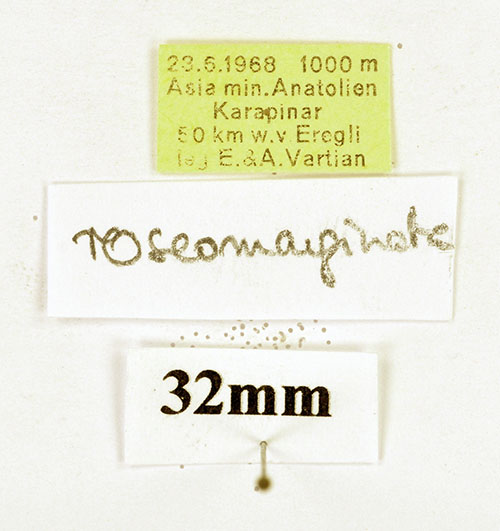 23.6.1968 1000 m
Asia min.Anatolien
Karapinar
50 km w.v Eregli
leg E.&A.Vartian
roseomarginata
32mm